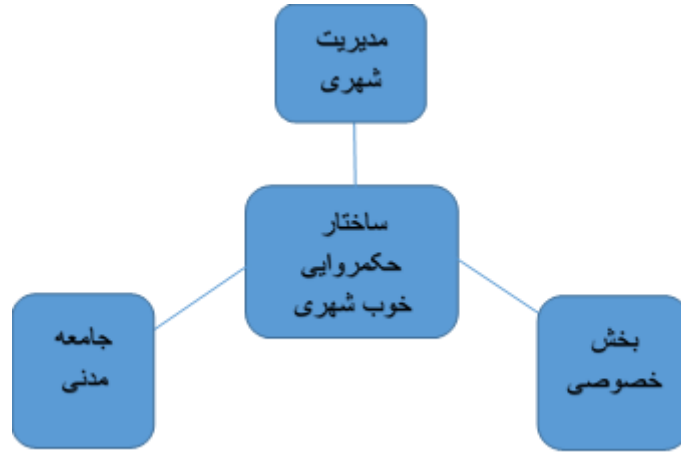 مدیریت
شهری
ساختار
حکمروایی
خوب شهری
بخش
خصوصی
جامعه
مدنی